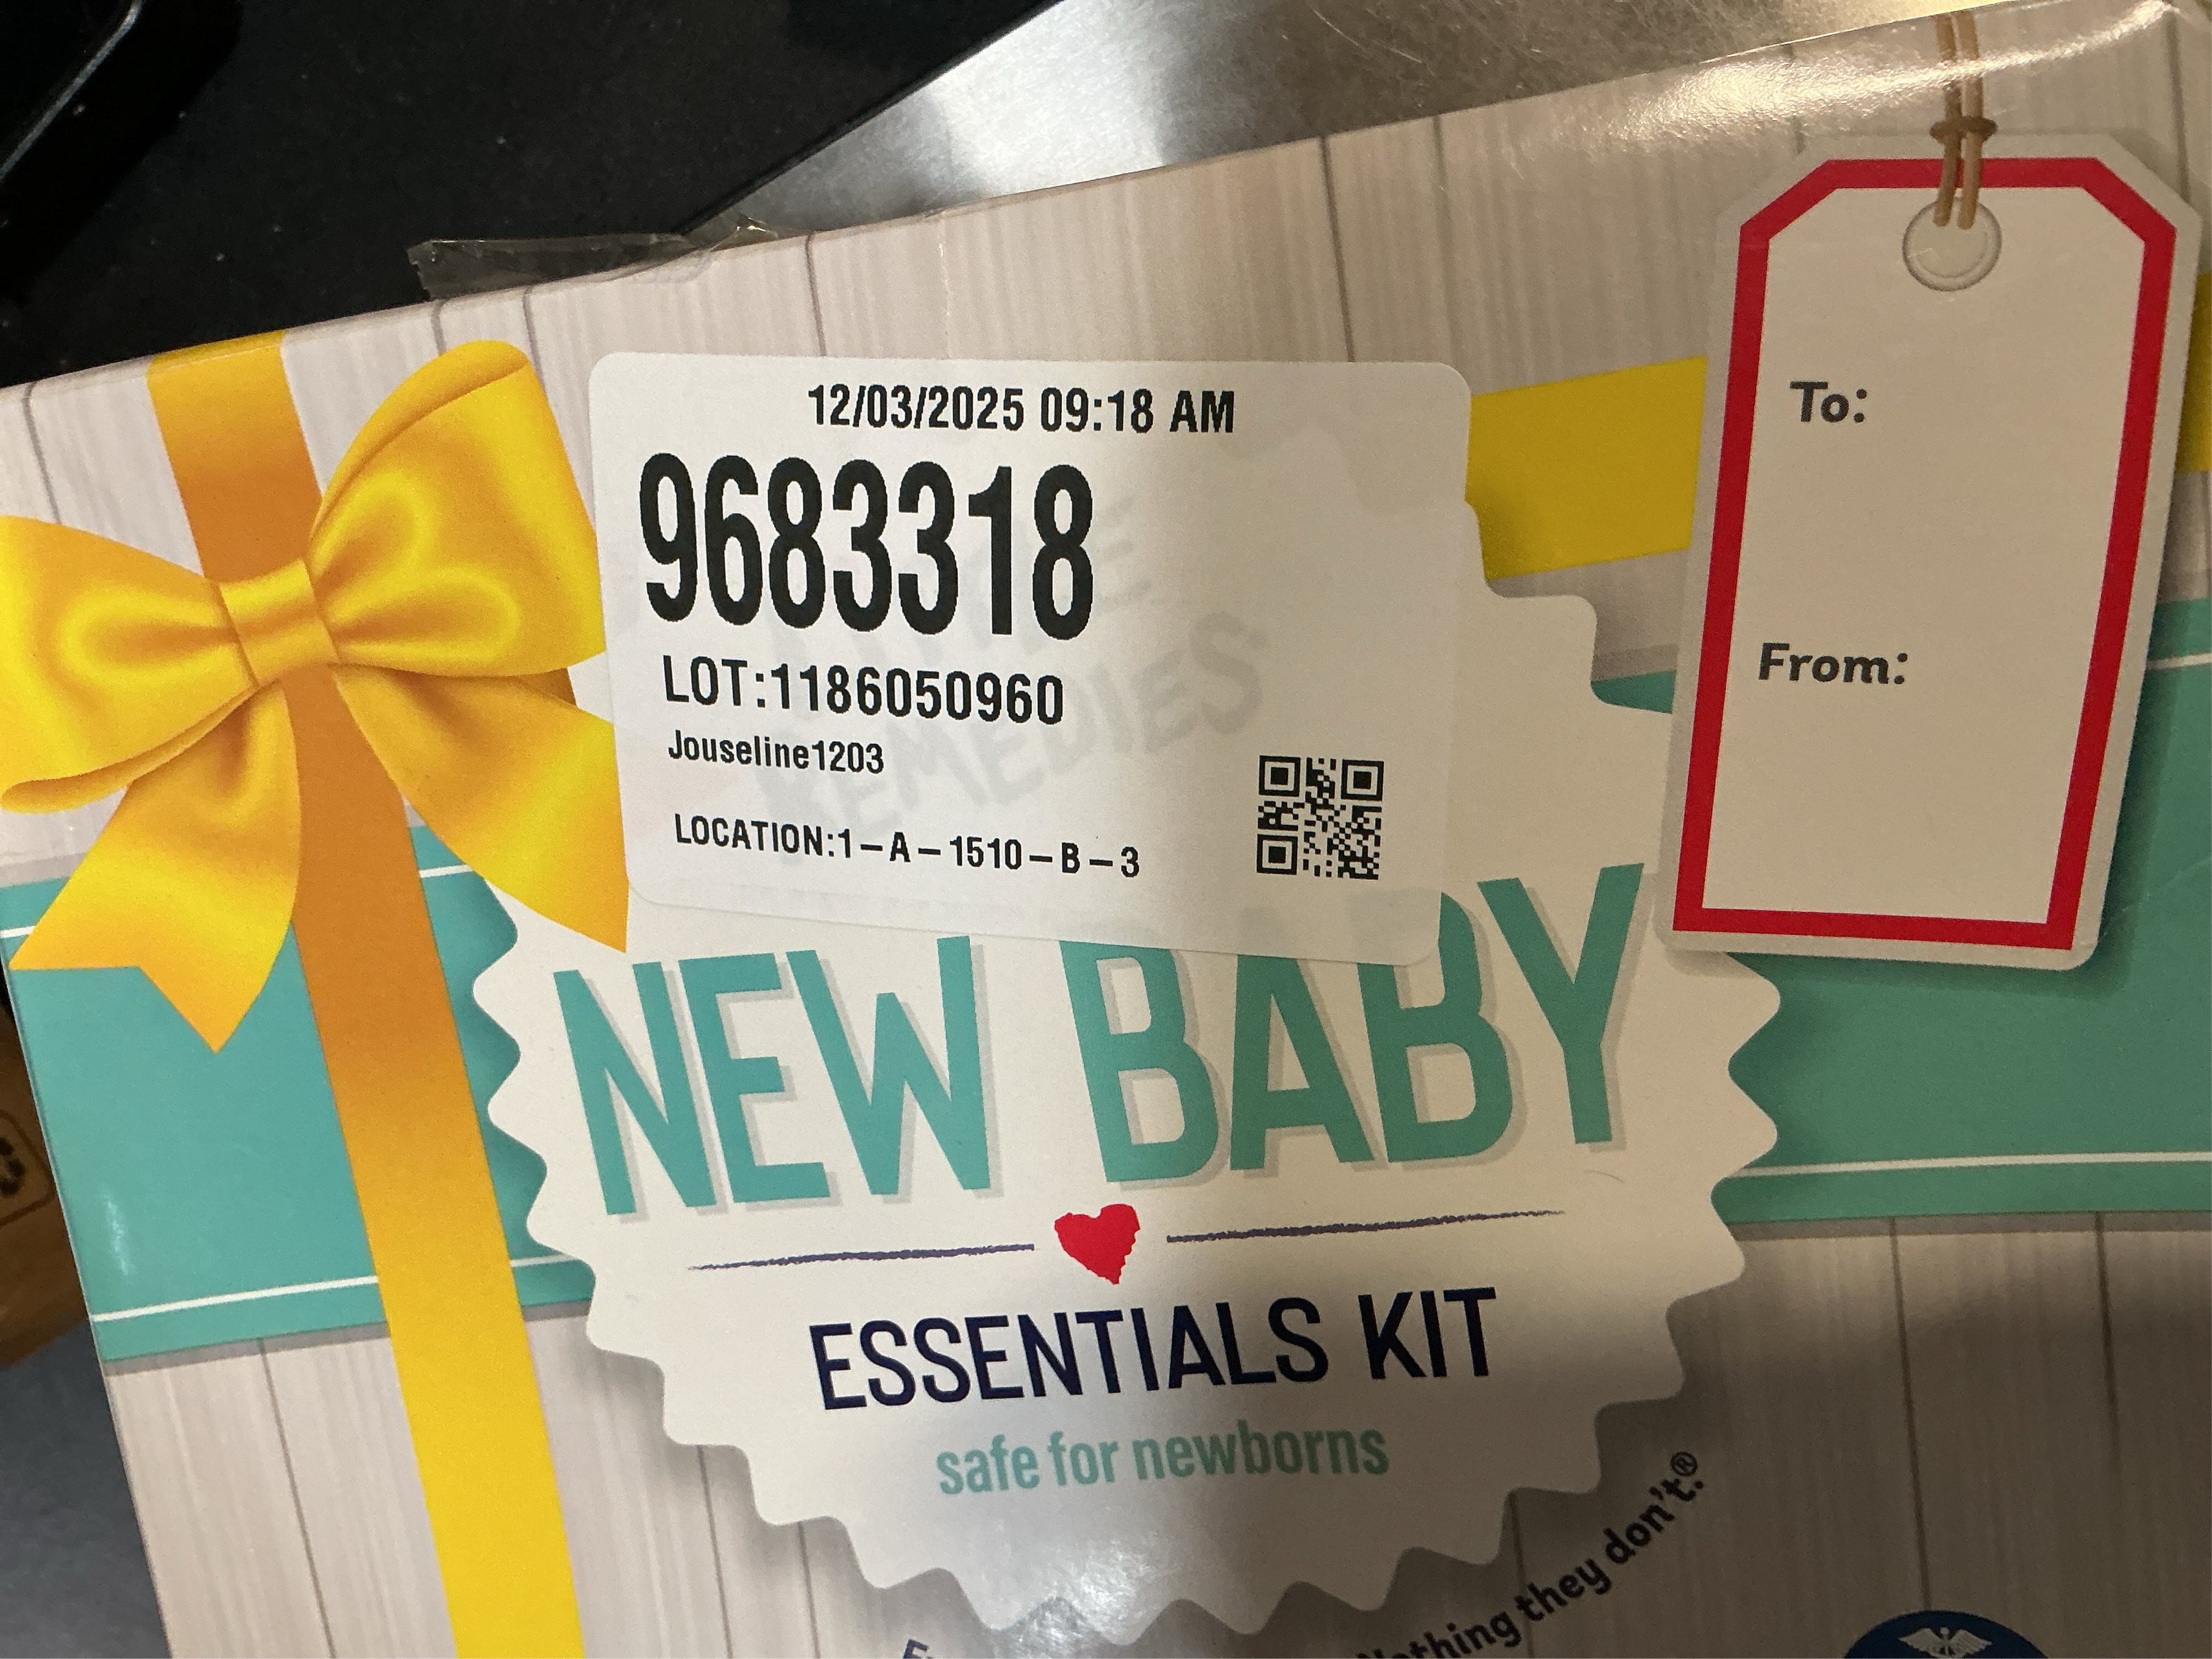 12/03/2025 09:18 AM
9683318
LOT:1186050960
Jouseline1203
LOCATION:1-A-1510-B-3
To:
From:
REMEDIES
NEW BABY
ESSENTIALS KIT
safe for newborns
Nothing they don't.®